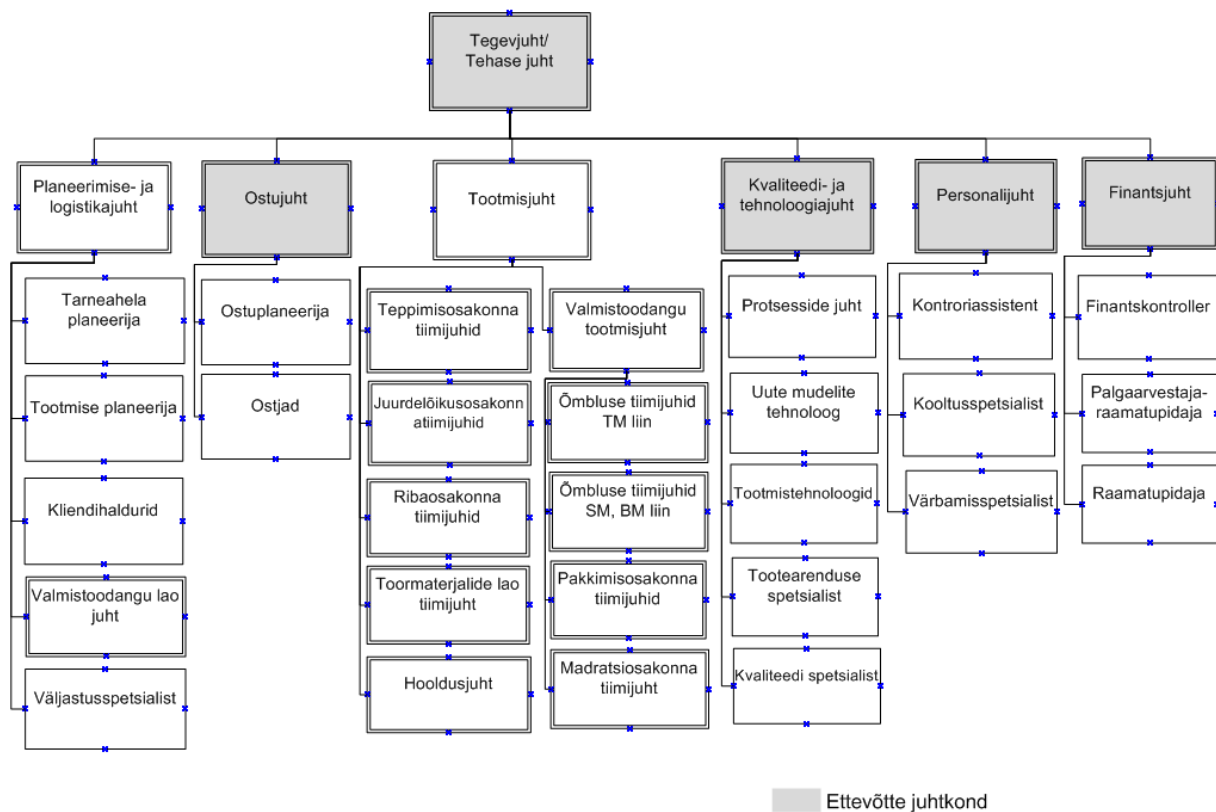 Tegevjuht/
Tehase juht
Planeerimise- ja
logistikajuht
Ostujuht
Tootmisjuht
Kvaliteedi- ja
tehnoloogiajuht
Personalijuht
Finantsjuht
Tarneahela
planeerija
Tootmise planeerija
Kliendihaldurid
Valmistoodangu lao
juht
Väljastusspetsialist
Ostuplaneerija
Ostjad
Teppimisosakonna
tiimijuhid
Juurdelõikusosakonn
atiimijuhid
Ribaosakonna
tiimijuhid
Toormaterjalide lao
tiimijuht
Hooldusjuht
Valmistoodangu
tootmisjuht
Õmbluse tiimijuhid
TM liin
Õmbluse tiimijuhid
SM, BM liin
Pakkimisosakonna
tiimijuhid
Madratsiosakonna
tiimijuht
Protsesside juht
Uute mudelite
tehnoloog
Tootmistehnoloogid
Tootearenduse
spetsialist
Kvaliteedi spetsialist
Kontroriassistent
Kooltusspetsialist
Värbamisspetsialist
Finantskontroller
Palgaarvestaja-
raamatupidaja
Raamatupidaja
Ettevõtte juhtkond